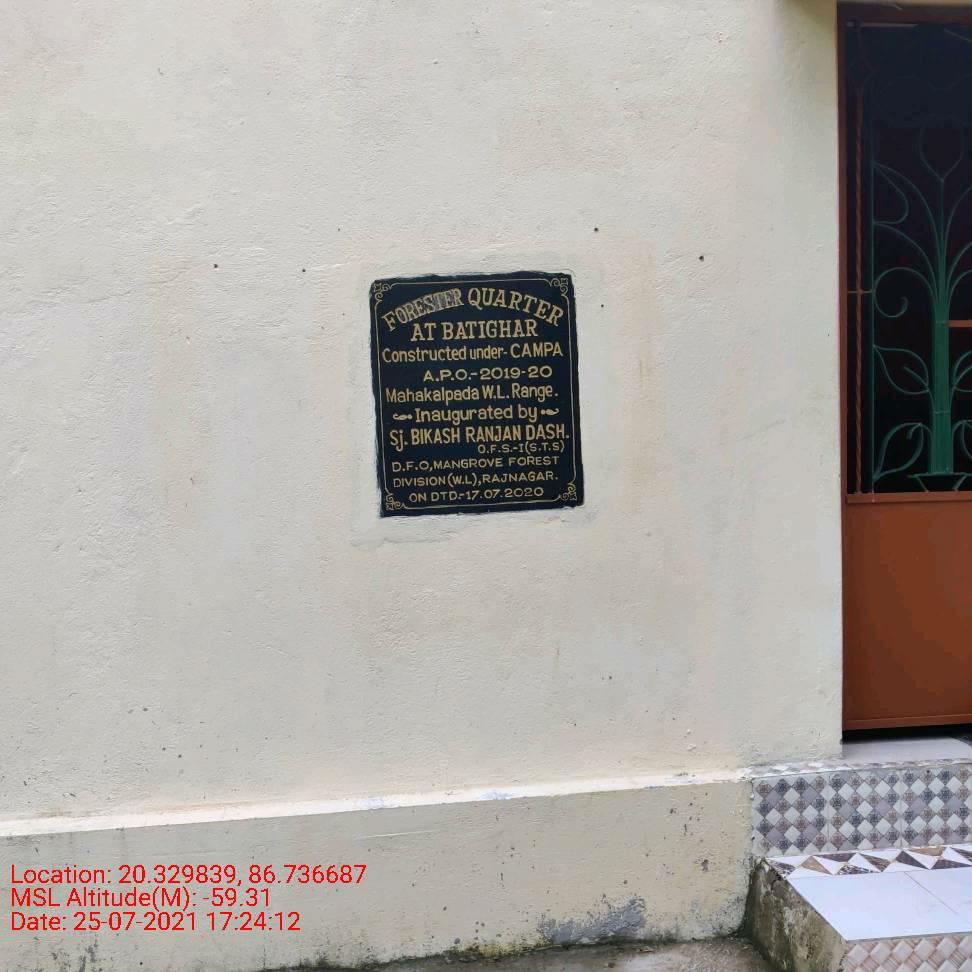 FORESTER QUARTER
AT BATIGHAR
Constructed under- CAMPA
A.P.O.-2019-20
Mahakalpada W.L. Range.
Inaugurated by
Sj. BIKASH RANJAN DASH.
O.F.S.-I(S.T.S)
D.F.O, MANGROVE FOREST
DIVISION(W.L), RAJNAGAR.
ON DTD.-17.07.2020
Location: 20.329839, 86.736687
MSL Altitude(M): -59.31
Date: 25-07-2021 17:24:12